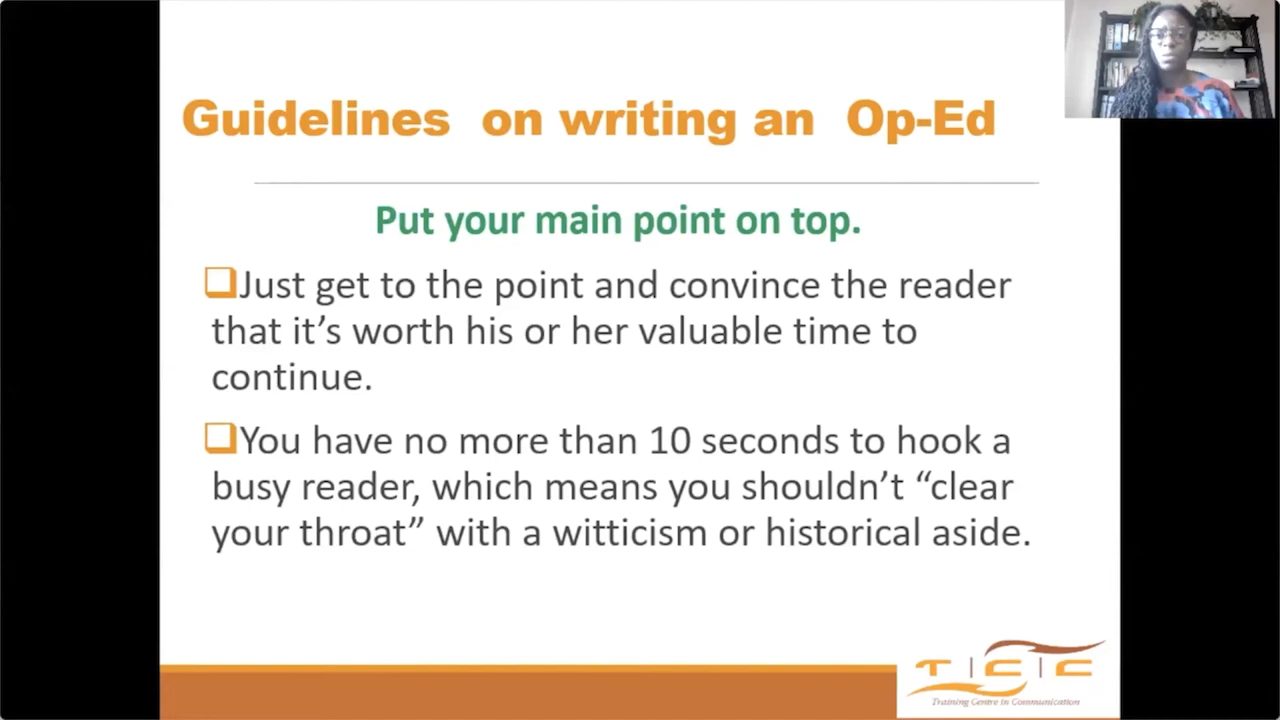 Guidelines on writing an Op-Ed
Put your main point on top.
Just get to the point and convince the reader
that it’s worth his or her valuable time to
continue.
You have no more than 10 seconds to hook a
busy reader, which means you shouldn’t “clear
your throat” with a witticism or historical aside.
T|C|C
Training Centre in Communication